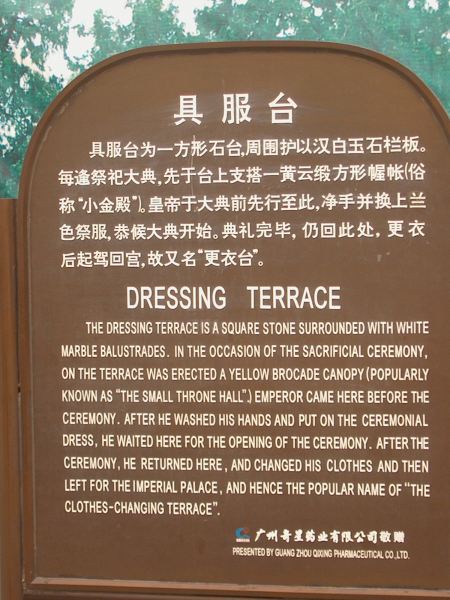 具服台
具服台为一方形石台,周围护以汉白玉石栏板。
每逢祭祀大典,先于台上支搭一黄云缎方形幄帐(俗
称“小金殿”)。皇帝于大典前先行至此,净手并换上兰
色祭服,恭候大典开始。典礼完毕,仍回此处,更衣
后起驾回宫,故又名“更衣台”。
DRESSING TERRACE
THE DRESSING TERRACE IS A SQUARE STONE SURROUNDED WITH WHITE
MARBLE BALUSTRADES. IN THE OCCASION OF THE SACRIFICIAL CEREMONY,
ON THE TERRACE WAS ERECTED A YELLOW BROCADE CANOPY (POPULARLY
KNOWN AS “THE SMALL THRONE HALL”.) EMPEROR CAME HERE BEFORE THE
CEREMONY. AFTER HE WASHED HIS HANDS AND PUT ON THE CEREMONIAL
DRESS, HE WAITED HERE FOR THE OPENING OF THE CEREMONY. AFTER THE
CEREMONY, HE RETURNED HERE, AND CHANGED HIS CLOTHES AND THEN
LEFT FOR THE IMPERIAL PALACE, AND HENCE THE POPULAR NAME OF “THE
CLOTHES-CHANGING TERRACE”.
广州奇星药业有限公司敬赠
PRESENTED BY GUANG ZHOU QIXING PHARMACEUTICAL CO.,LTD.